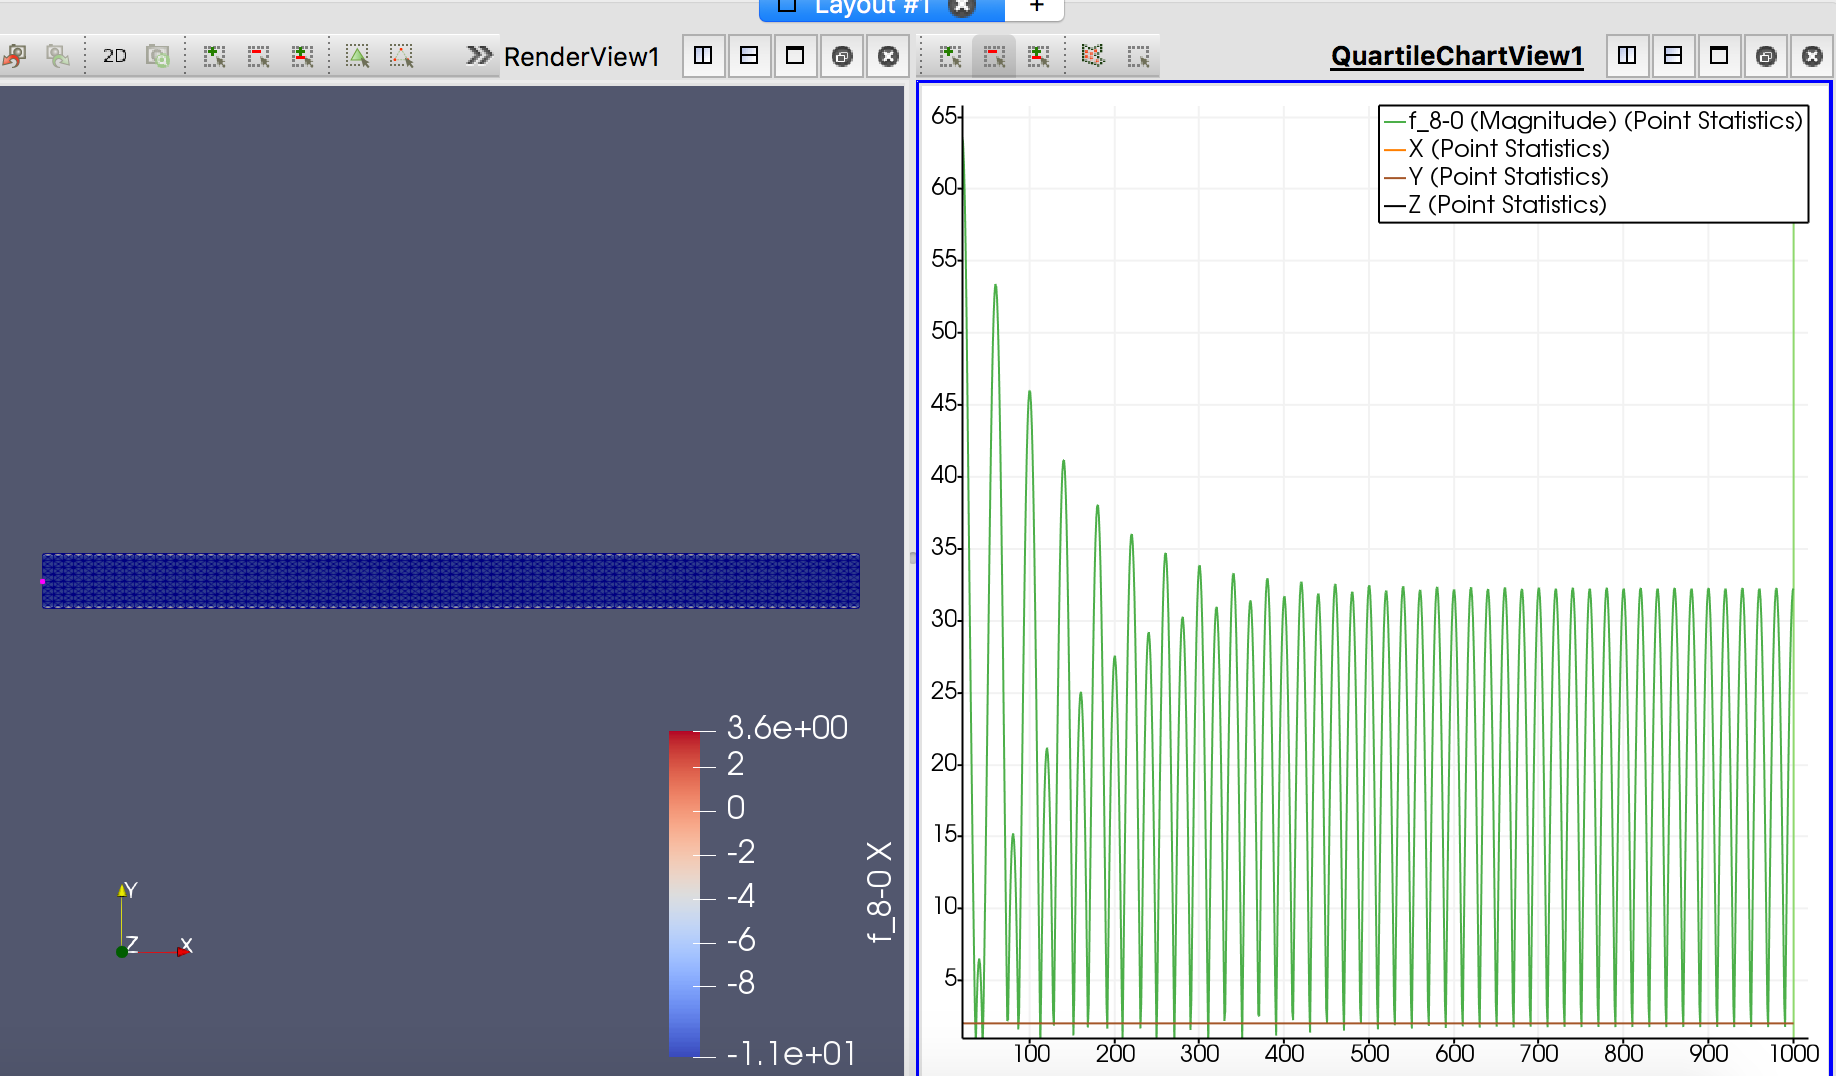 Layout #1
+
2D
RenderView1
QuartileChartView1
f_8-0 (Magnitude) (Point Statistics)
X (Point Statistics)
Y (Point Statistics)
Z (Point Statistics)
65
60
55
50
45
40
35
30
25
20
15
10
5
100 200 300 400 500 600 700 800 900 1000
3.6e+00
2
0
-2
-4
-6
-8
-1.1e+01
f_8-0 X
Y
Z
X